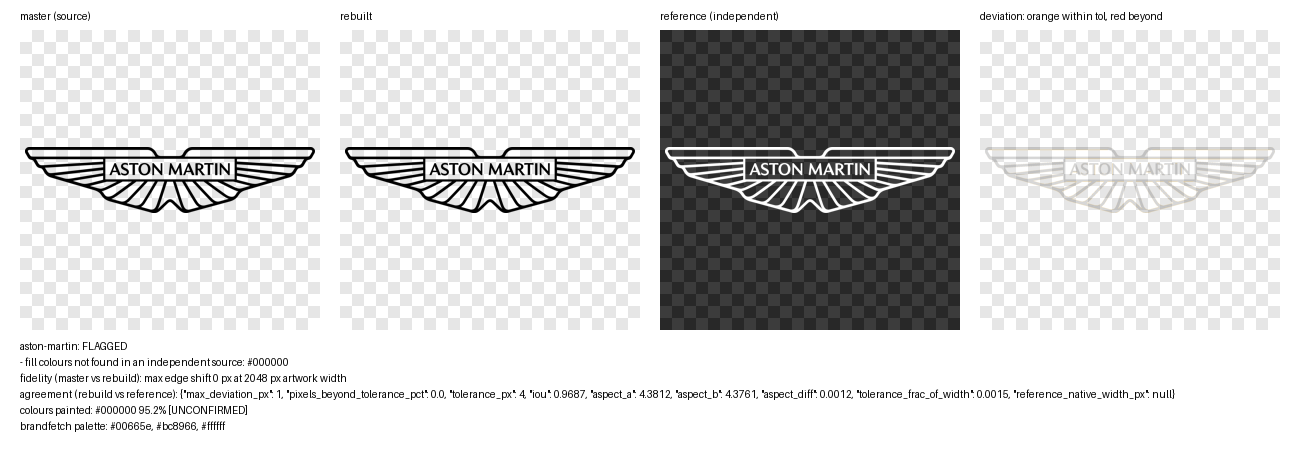 master (source)
rebuilt
reference (independent)
deviation: orange within tol, red beyond
ASTON MARTIN
ASTON MARTIN
ASTON MARTIN
ASTON MARTIN
aston-martin: FLAGGED
- fill colours not found in an independent source: #000000
fidelity (master vs rebuild): max edge shift 0 px at 2048 px artwork width
agreement (rebuild vs reference): {"max_deviation_px": 1, "pixels_beyond_tolerance_pct": 0.0, "tolerance_px": 4, "iou": 0.9687, "aspect_a": 4.3812, "aspect_b": 4.3761, "aspect_diff": 0.0012, "tolerance_frac_of_width": 0.0015, "reference_native_width_px": null}
colours painted: #000000 95.2% [UNCONFIRMED]
brandfetch palette: #00665e, #bc8966, #ffffff